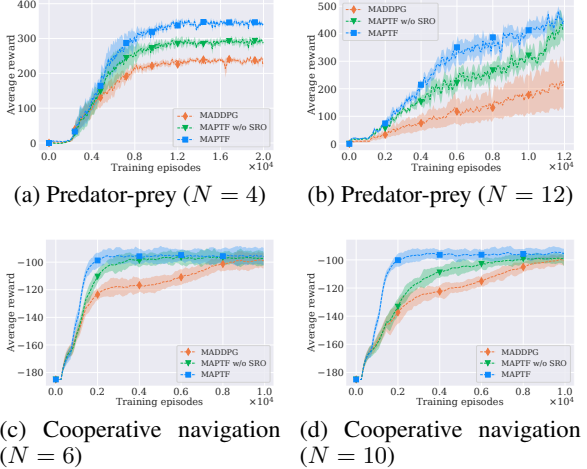 400
300
200
100
0
Average reward
0.0 0.4 0.8 1.2 1.6 2.0
×10⁴
Training episodes
MADDPG
MAPTF w/o SRO
MAPTF
(a) Predator-prey (N = 4)
500
400
300
200
100
0
Average reward
0.0 0.2 0.4 0.6 0.8 1.0 1.2
×10⁴
Training episodes
MADDPG
MAPTF w/o SRO
MAPTF
(b) Predator-prey (N = 12)
−100
−120
−140
−160
−180
Average reward
0.0 0.2 0.4 0.6 0.8 1.0
×10⁴
Training episodes
MADDPG
MAPTF w/o SRO
MAPTF
(c) Cooperative navigation
(N = 6)
−100
−120
−140
−160
−180
Average reward
0.0 0.2 0.4 0.6 0.8 1.0
×10⁴
Training episodes
MADDPG
MAPTF w/o SRO
MAPTF
(d) Cooperative navigation
(N = 10)